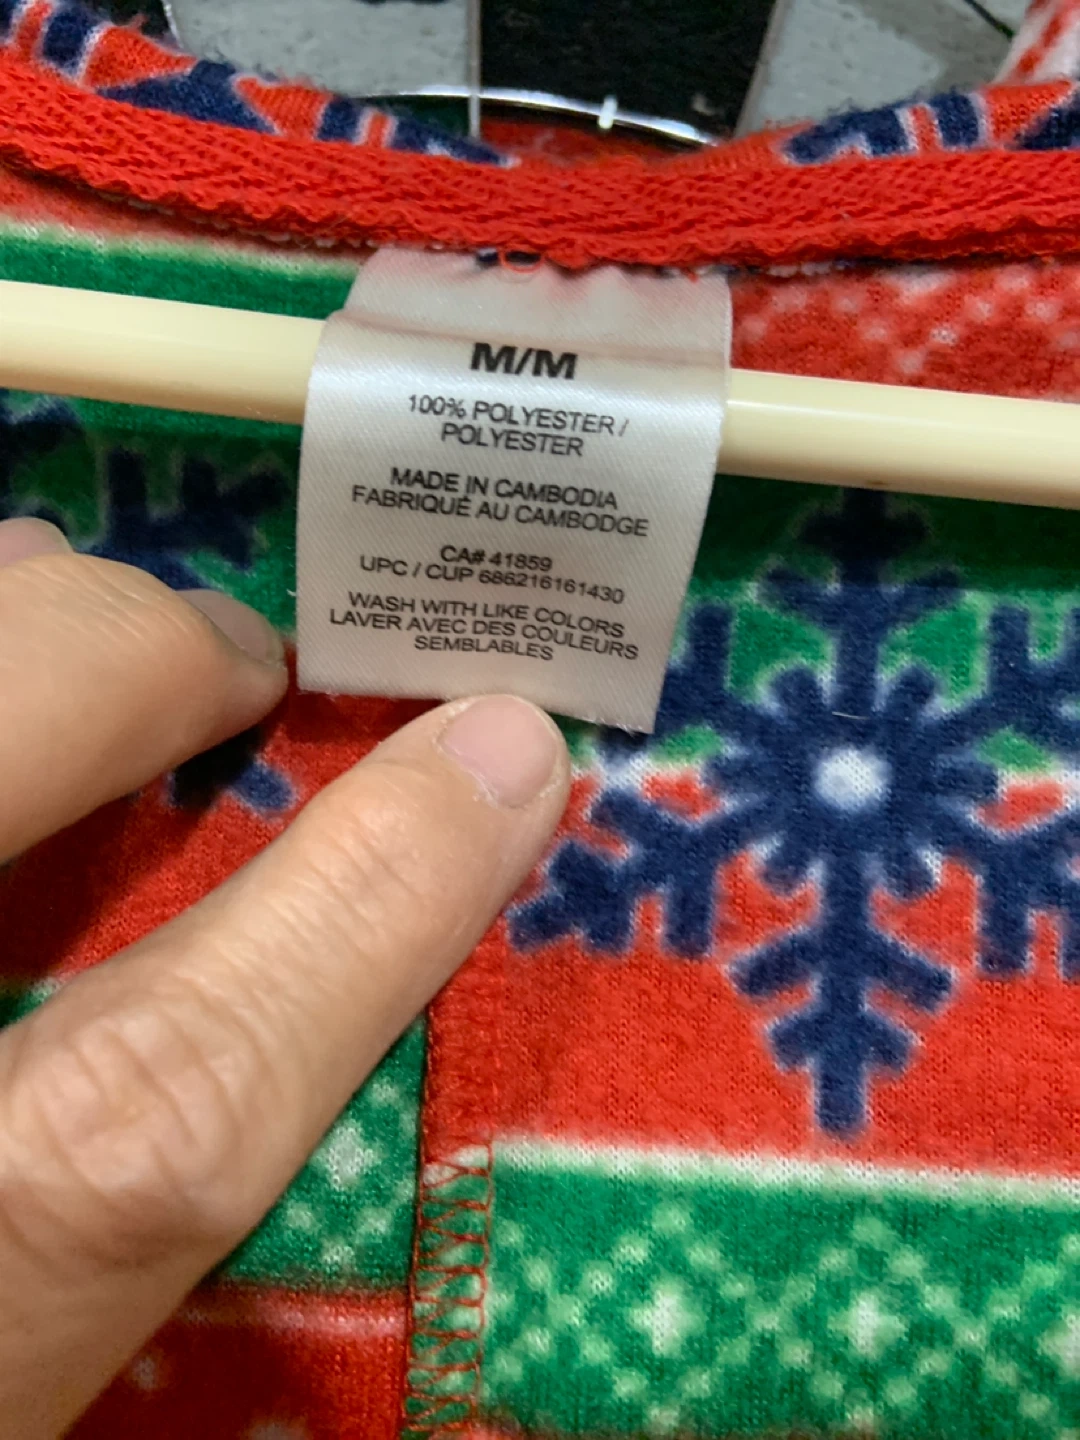 M/M
100% POLYESTER /
POLYESTER
MADE IN CAMBODIA
FABRIQUÉ AU CAMBODGE
CA# 41859
UPC / CUP 686216161430
WASH WITH LIKE COLORS
LAVER AVEC DES COULEURS
SEMBLABLES